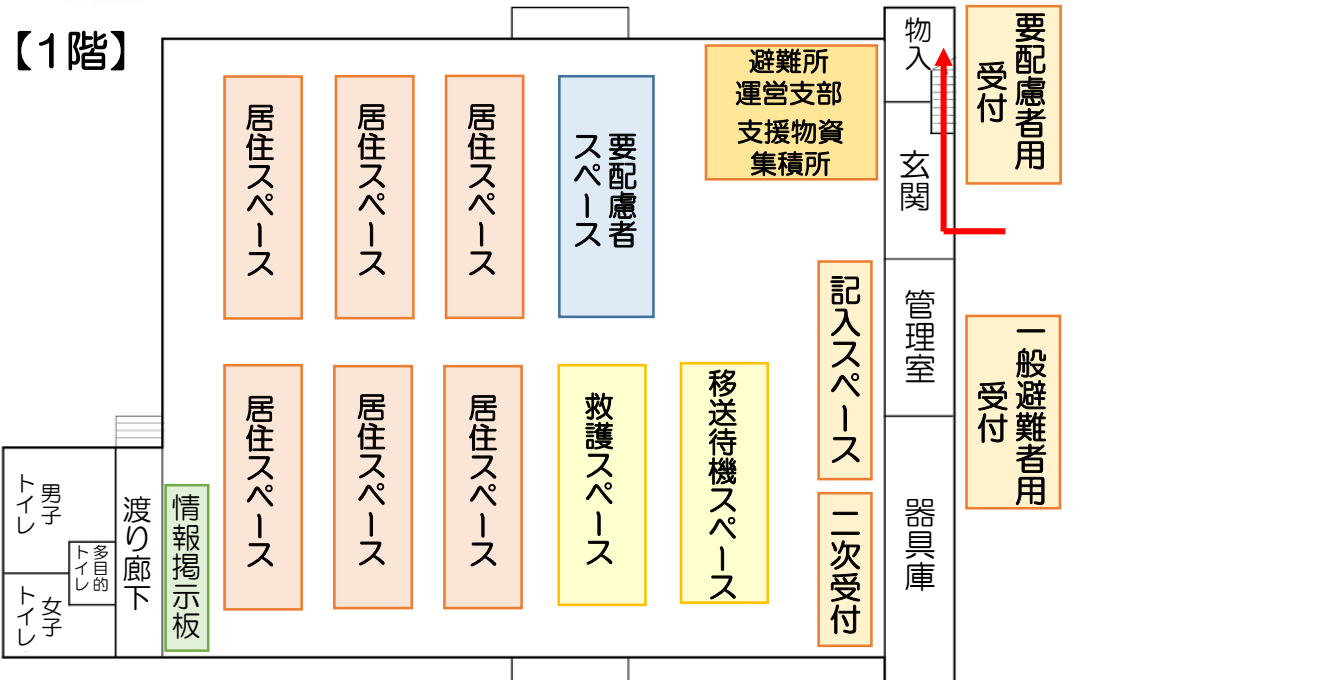 【1階】
物入
要配慮者用
受付
避難所
運営支部
支援物資
集積所
居住スペース
居住スペース
居住スペース
要配慮者
スペース
玄関
記入スペース
管理室
一般避難者用
受付
居住スペース
居住スペース
居住スペース
救護スペース
移送待機スペース
二次受付
器具庫
男子
トイレ
多目的
トイレ
女子
トイレ
渡り廊下
情報掲示板